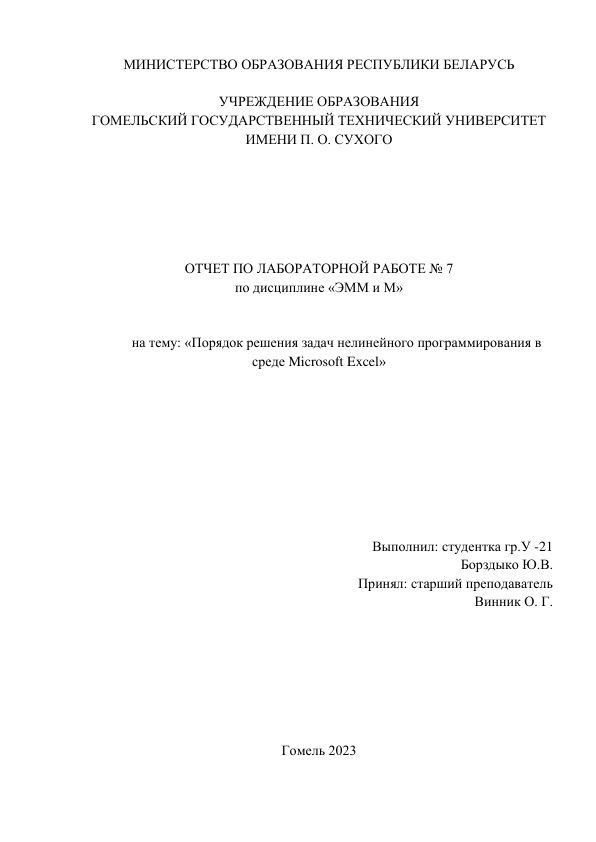 МИНИСТЕРСТВО ОБРАЗОВАНИЯ РЕСПУБЛИКИ БЕЛАРУСЬ
УЧРЕЖДЕНИЕ ОБРАЗОВАНИЯ
ГОМЕЛЬСКИЙ ГОСУДАРСТВЕННЫЙ ТЕХНИЧЕСКИЙ УНИВЕРСИТЕТ
ИМЕНИ П. О. СУХОГО
ОТЧЕТ ПО ЛАБОРАТОРНОЙ РАБОТЕ № 7
по дисциплине «ЭММ и М»
на тему: «Порядок решения задач нелинейного программирования в
среде Microsoft Excel»
Выполнил: студентка гр.У -21
Борздыко Ю.В.
Принял: старший преподаватель
Винник О. Г.
Гомель 2023